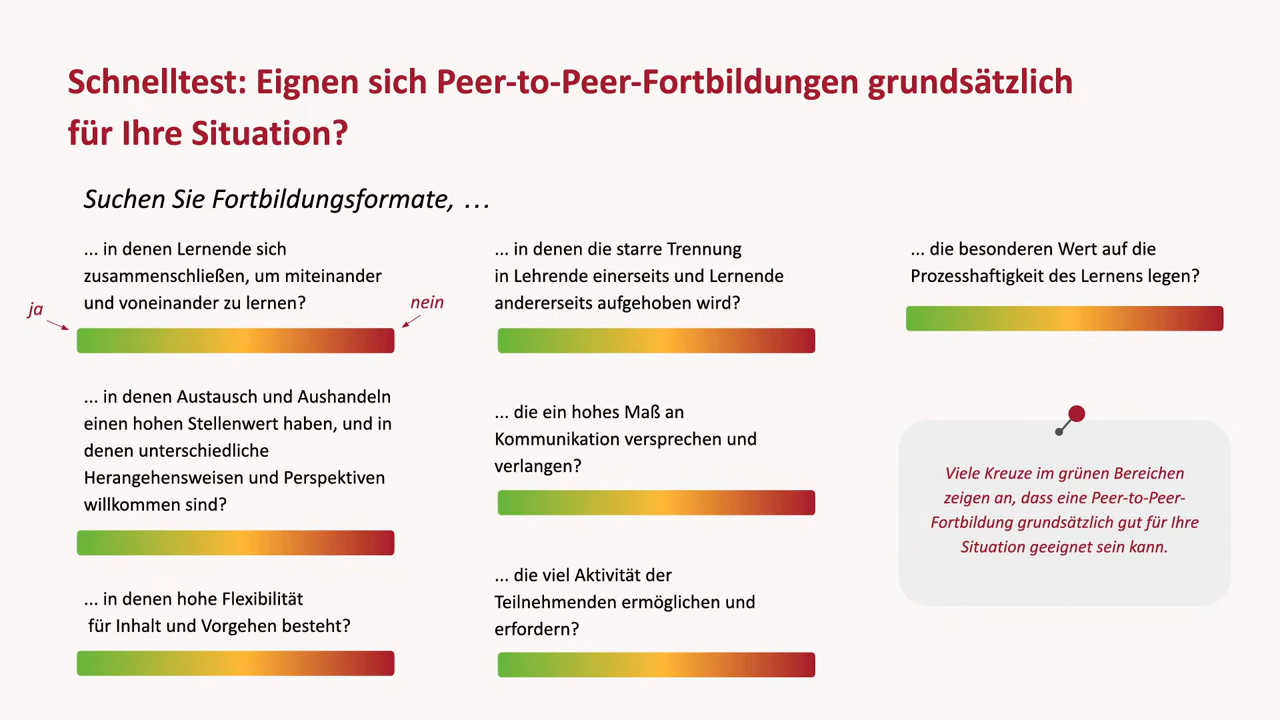 Schnelltest: Eignen sich Peer-to-Peer-Fortbildungen grundsätzlich
für Ihre Situation?
Suchen Sie Fortbildungsformate, …
... in denen Lernende sich
zusammenschließen, um miteinander
und voneinander zu lernen?
ja
nein
... in denen Austausch und Aushandeln
einen hohen Stellenwert haben, und in
denen unterschiedliche
Herangehensweisen und Perspektiven
willkommen sind?
... in denen hohe Flexibilität
für Inhalt und Vorgehen besteht?
... in denen die starre Trennung
in Lehrende einerseits und Lernende
andererseits aufgehoben wird?
... die ein hohes Maß an
Kommunikation versprechen und
verlangen?
... die viel Aktivität der
Teilnehmenden ermöglichen und
erfordern?
... die besonderen Wert auf die
Prozesshaftigkeit des Lernens legen?
Viele Kreuze im grünen Bereichen
zeigen an, dass eine Peer-to-Peer-
Fortbildung grundsätzlich gut für Ihre
Situation geeignet sein kann.